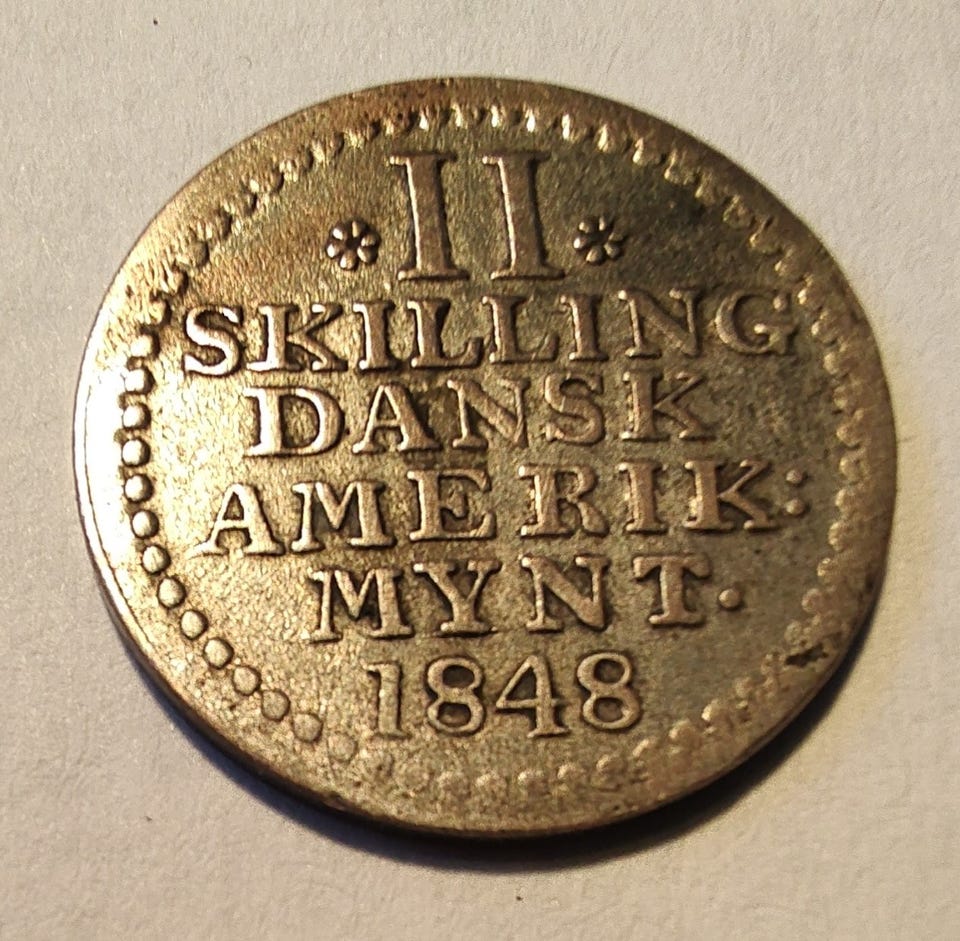 * II *
SKILLING
DANSK
AMERIK:
MYNT.
1848